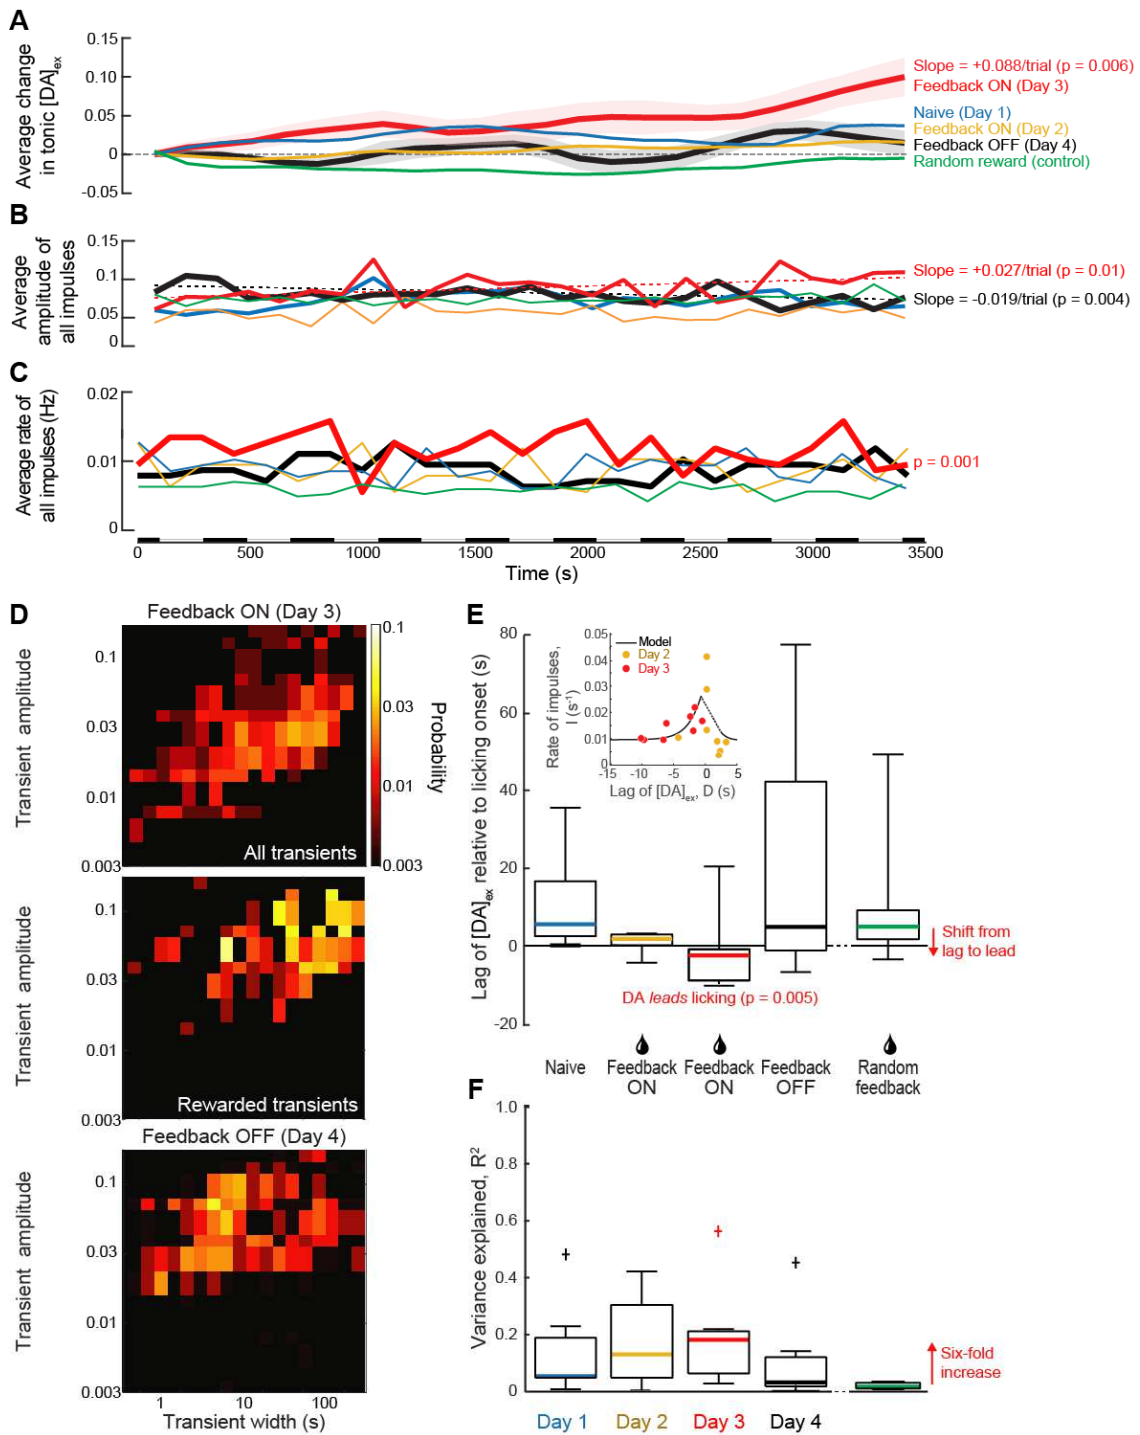 A
Average change
in tonic [DA]ex
0.15
0.10
0.05
0
-0.05
Slope = +0.088/trial (p = 0.006)
Feedback ON (Day 3)
Naive (Day 1)
Feedback ON (Day 2)
Feedback OFF (Day 4)
Random reward (control)
B
Average
amplitude of
all impulses
0.15
0.1
0.05
0
Slope = +0.027/trial (p = 0.01)
Slope = -0.019/trial (p = 0.004)
C
Average rate of
all impulses (Hz)
0.02
0.01
0
p = 0.001
0 500 1000 1500 2000 2500 3000 3500
Time (s)
D
Feedback ON (Day 3)
Transient amplitude
0.1
0.03
0.01
0.003
All transients
0.1
0.01
0.003
Probability
Transient amplitude
0.1
0.03
0.01
0.003
Rewarded transients
Feedback OFF (Day 4)
Transient amplitude
0.1
0.03
0.01
0.003
1 10 100
Transient width (s)
E
Lag of [DA]ex relative to licking onset (s)
80
60
40
20
0
-20
Rate of impulses,
I (s-1)
0.05
0.04
0.03
0.02
0.01
0
Model
Day 2
Day 3
-15 -10 -5 0 5
Lag of [DA]ex, D (s)
Shift from
lag to lead
DA leads licking (p = 0.005)
Naive Feedback Feedback Feedback Random
ON ON OFF feedback
F
Variance explained, R2
1.0
0.8
0.6
0.4
0.2
0
Six-fold
increase
Day 1 Day 2 Day 3 Day 4